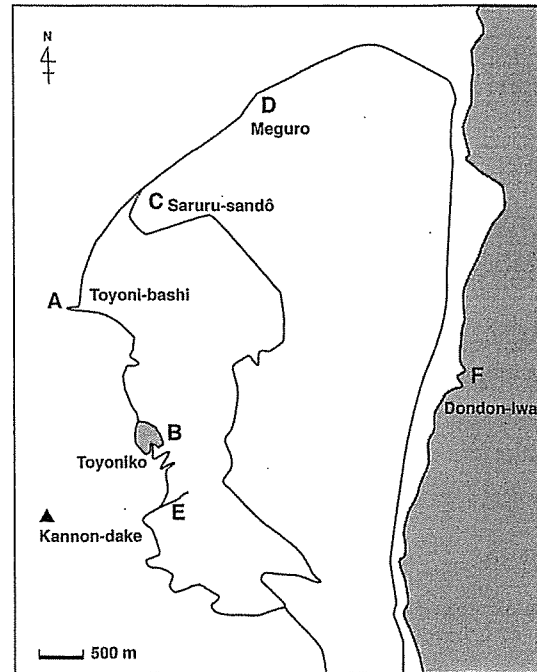 N
D
Meguro
C Saruru-sandô
A Toyoni-bashi
F
Dondon-iwa
B
Toyoniko
E
Kannon-dake
500 m